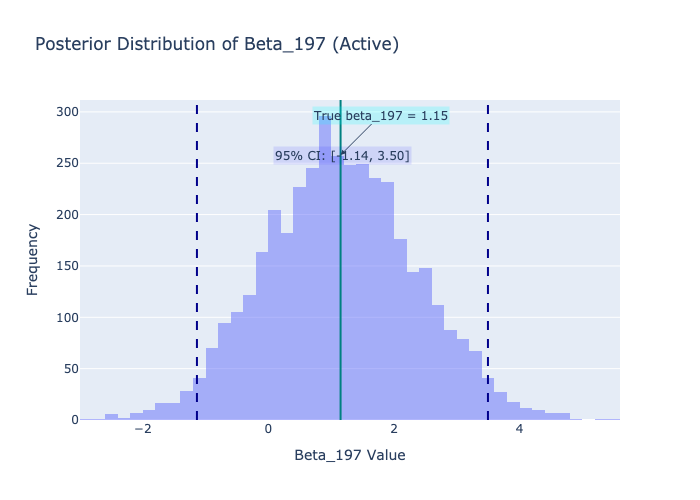 Posterior Distribution of Beta_197 (Active)
300
250
200
150
100
50
0
Frequency
True beta_197 = 1.15
95% CI: [-1.14, 3.50]
−2
0
2
4
Beta_197 Value